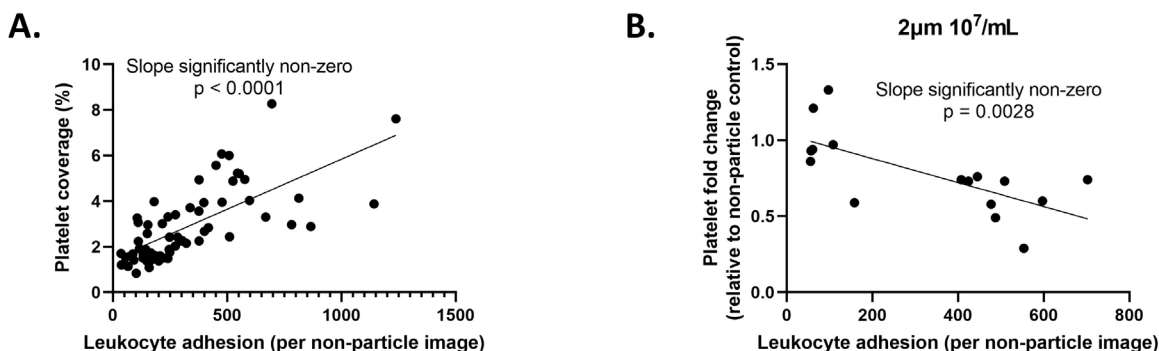 A.
Slope significantly non-zero
p < 0.0001
Platelet coverage (%)
10
8
6
4
2
0
0 500 1000 1500
Leukocyte adhesion (per non-particle image)
B.
2µm 10⁷/mL
Slope significantly non-zero
p = 0.0028
Platelet fold change
(relative to non-particle control)
1.5
1.0
0.5
0.0
0 200 400 600 800
Leukocyte adhesion (per non-particle image)